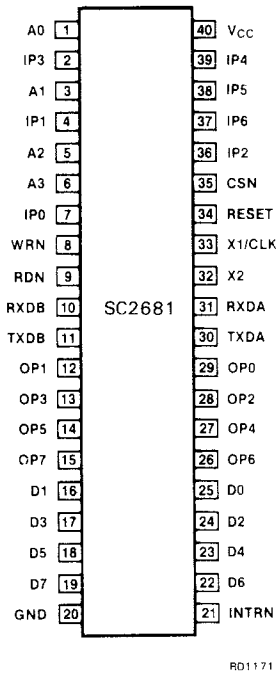 A0 1 40 VCC
IP3 2 39 IP4
A1 3 38 IP5
IP1 4 37 IP6
A2 5 36 IP2
A3 6 35 CSN
IP0 7 34 RESET
WRN 8 33 X1/CLK
RDN 9 32 X2
RXDB 10 SC2681 31 RXDA
TXDB 11 30 TXDA
OP1 12 29 OP0
OP3 13 28 OP2
OP5 14 27 OP4
OP7 15 26 OP6
D1 16 25 D0
D3 17 24 D2
D5 18 23 D4
D7 19 22 D6
GND 20 21 INTRN
RD1171